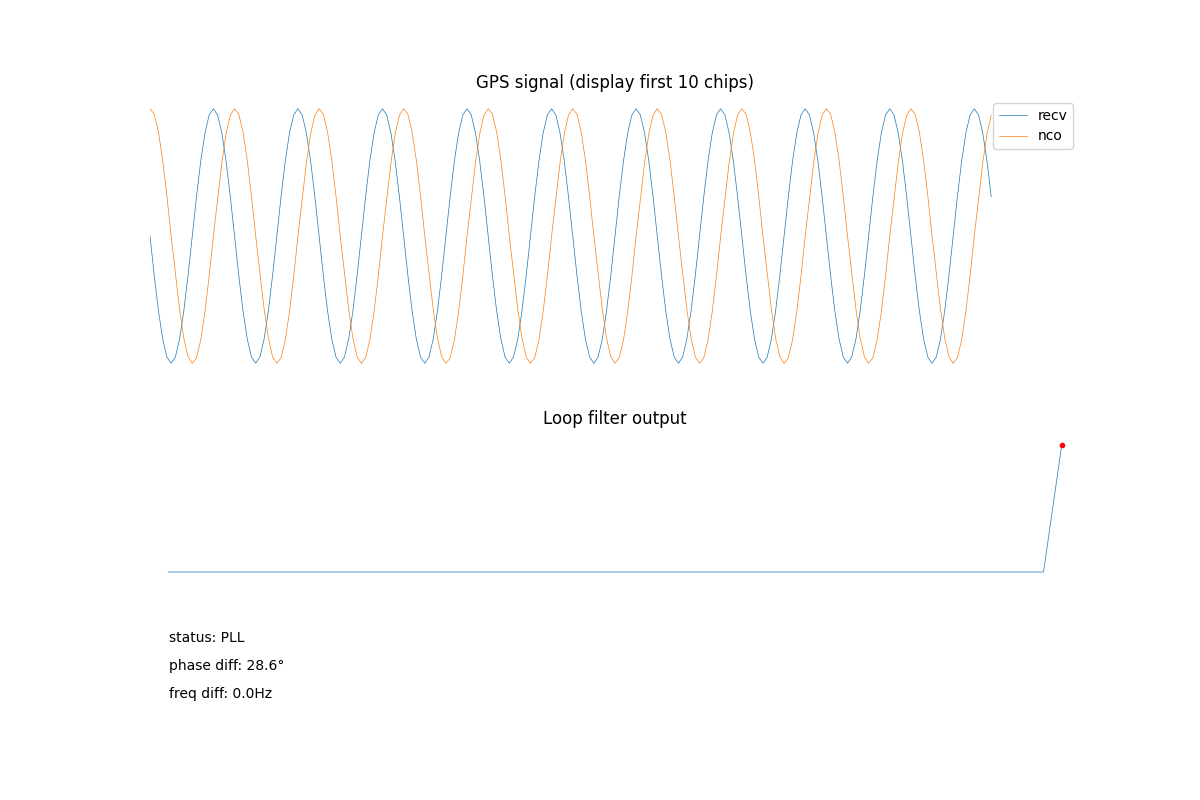 GPS signal (display first 10 chips)
recv
nco
Loop filter output
status: PLL
phase diff: 28.6°
freq diff: 0.0Hz